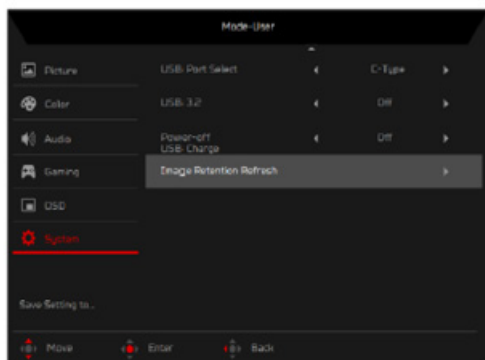 Mode-User
Picture
USB Port Select
C-Type
Color
USB 3.2
Off
Audio
Power-off
USB Charge
Off
Gaming
Image Retention Refresh
OSD
System
Save Setting to...
Move
Enter
Back